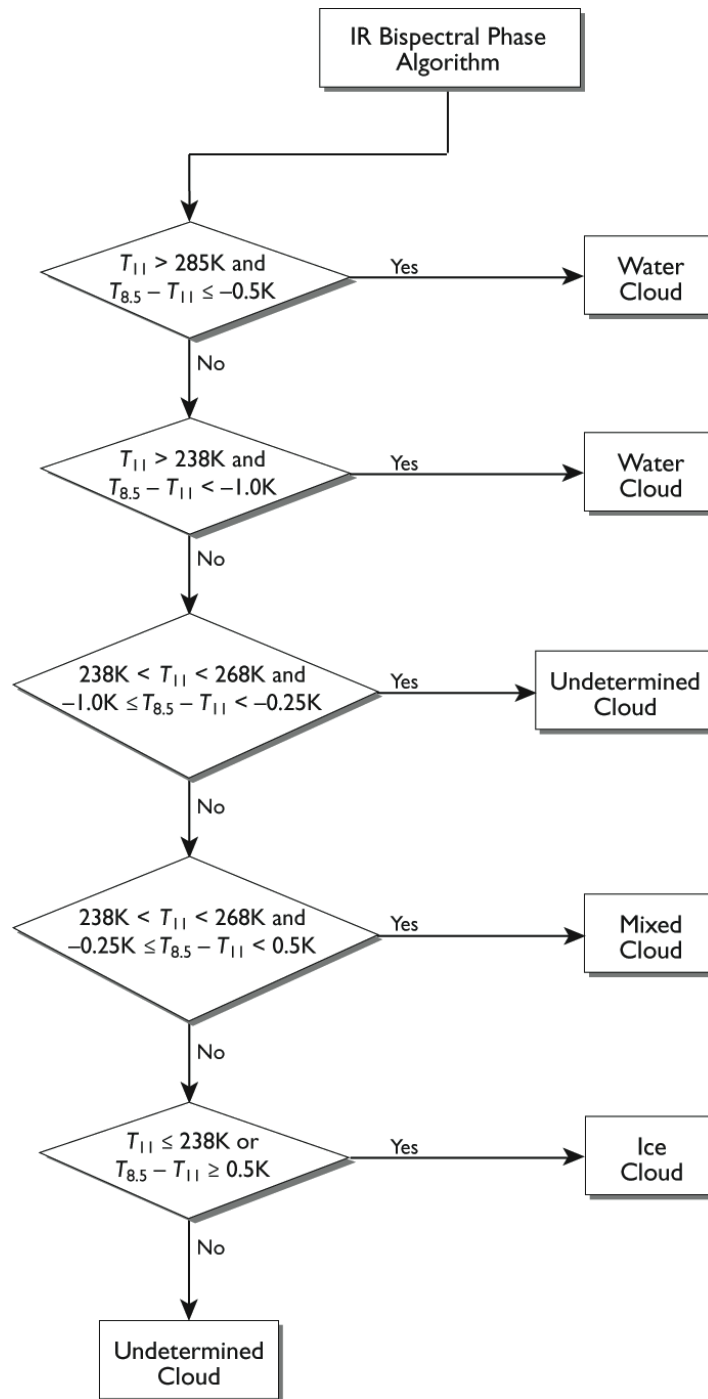 IR Bispectral Phase
Algorithm
T₁₁ > 285K and
T₈.₅ – T₁₁ ≤ –0.5K
Yes
Water
Cloud
No
T₁₁ > 238K and
T₈.₅ – T₁₁ < –1.0K
Yes
Water
Cloud
No
238K < T₁₁ < 268K and
–1.0K ≤ T₈.₅ – T₁₁ < –0.25K
Yes
Undetermined
Cloud
No
238K < T₁₁ < 268K and
–0.25K ≤ T₈.₅ – T₁₁ < 0.5K
Yes
Mixed
Cloud
No
T₁₁ ≤ 238K or
T₈.₅ – T₁₁ ≥ 0.5K
Yes
Ice
Cloud
No
Undetermined
Cloud